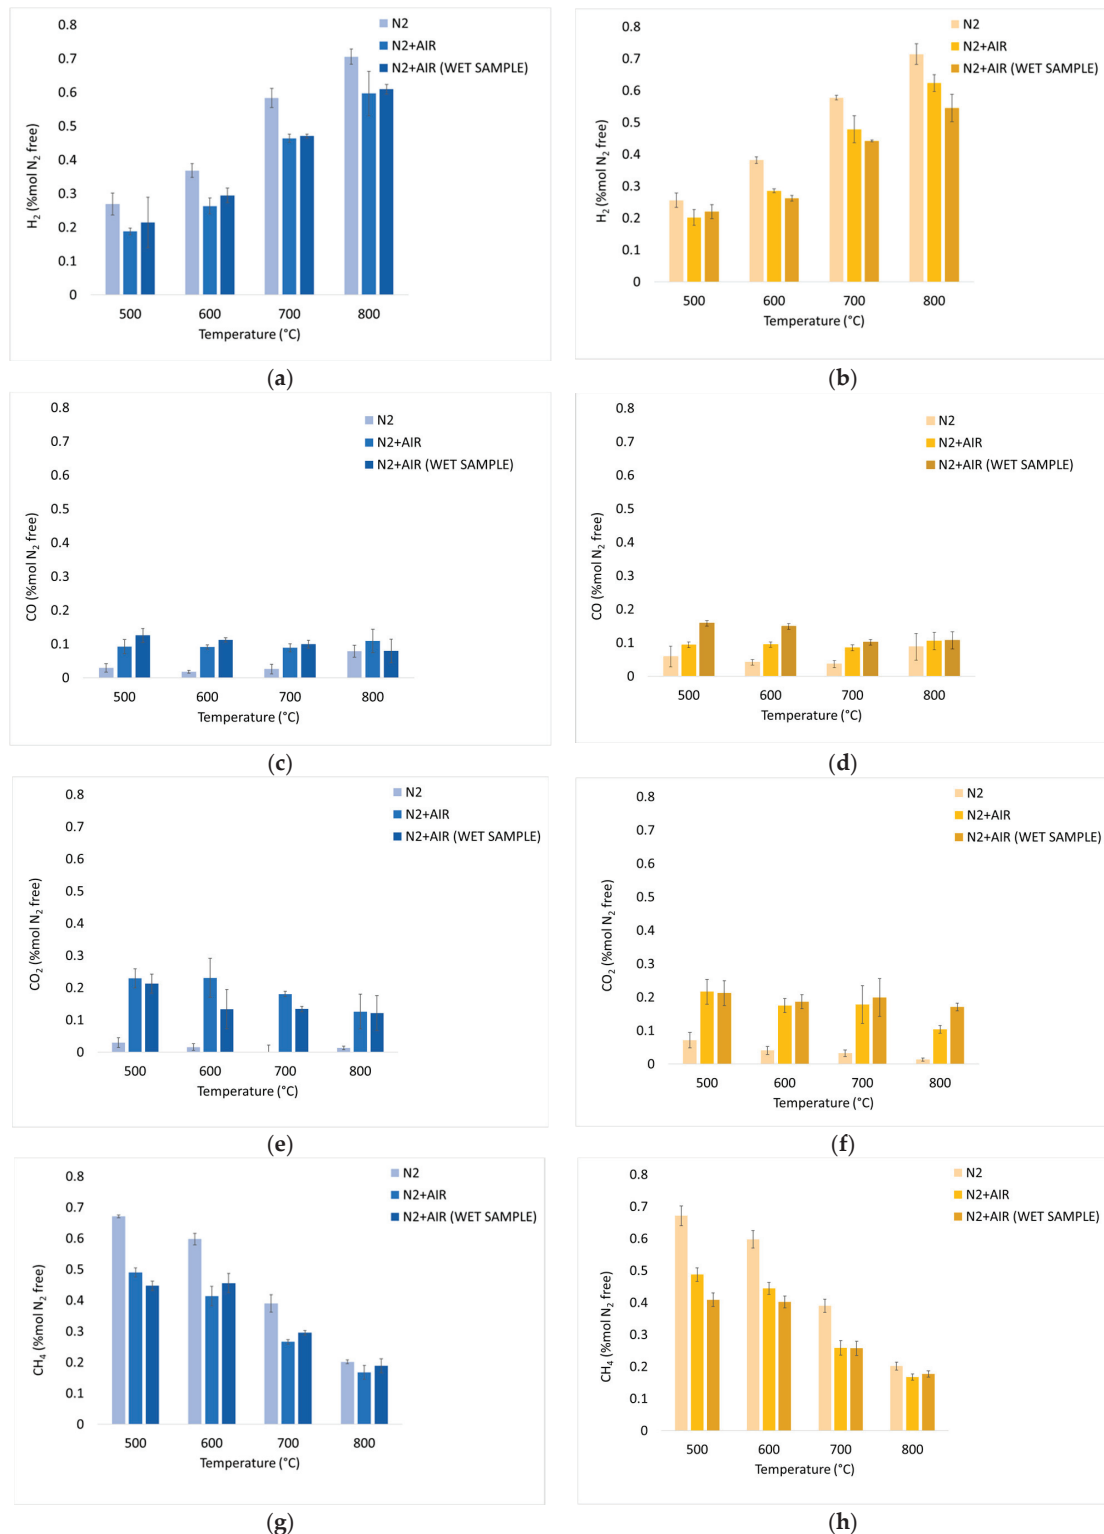 0.8
0.7
0.6
0.5
0.4
0.3
0.2
0.1
0
H2 (%mol N2 free)
500 600 700 800
Temperature (°C)
N2
N2+AIR
N2+AIR (WET SAMPLE)
(a)
0.8
0.7
0.6
0.5
0.4
0.3
0.2
0.1
0
H2 (%mol N2 free)
500 600 700 800
Temperature (°C)
N2
N2+AIR
N2+AIR (WET SAMPLE)
(b)
0.8
0.7
0.6
0.5
0.4
0.3
0.2
0.1
0
CO (%mol N2 free)
500 600 700 800
Temperature (°C)
N2
N2+AIR
N2+AIR (WET SAMPLE)
(c)
0.8
0.7
0.6
0.5
0.4
0.3
0.2
0.1
0
CO (%mol N2 free)
500 600 700 800
Temperature (°C)
N2
N2+AIR
N2+AIR (WET SAMPLE)
(d)
0.8
0.7
0.6
0.5
0.4
0.3
0.2
0.1
0
CO2 (%mol N2 free)
500 600 700 800
Temperature (°C)
N2
N2+AIR
N2+AIR (WET SAMPLE)
(e)
0.8
0.7
0.6
0.5
0.4
0.3
0.2
0.1
0
CO2 (%mol N2 free)
500 600 700 800
Temperature (°C)
N2
N2+AIR
N2+AIR (WET SAMPLE)
(f)
0.8
0.7
0.6
0.5
0.4
0.3
0.2
0.1
0
CH4 (%mol N2 free)
500 600 700 800
Temperature (°C)
N2
N2+AIR
N2+AIR (WET SAMPLE)
(g)
0.8
0.7
0.6
0.5
0.4
0.3
0.2
0.1
0
CH4 (%mol N2 free)
500 600 700 800
Temperature (°C)
N2
N2+AIR
N2+AIR (WET SAMPLE)
(h)